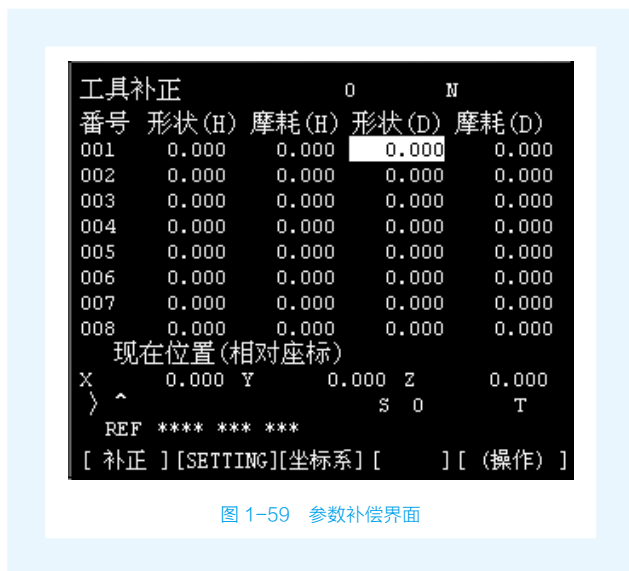 工具补正 O N
番号 形状(H) 摩耗(H) 形状(D) 摩耗(D)
001 0.000 0.000 0.000 0.000
002 0.000 0.000 0.000 0.000
003 0.000 0.000 0.000 0.000
004 0.000 0.000 0.000 0.000
005 0.000 0.000 0.000 0.000
006 0.000 0.000 0.000 0.000
007 0.000 0.000 0.000 0.000
008 0.000 0.000 0.000 0.000
现在位置(相对座标)
X 0.000 Y 0.000 Z 0.000
〉 ^ S 0 T
REF **** *** ***
[ 补正 ][SETTING][坐标系][ ][ (操作) ]
图 1-59 参数补偿界面